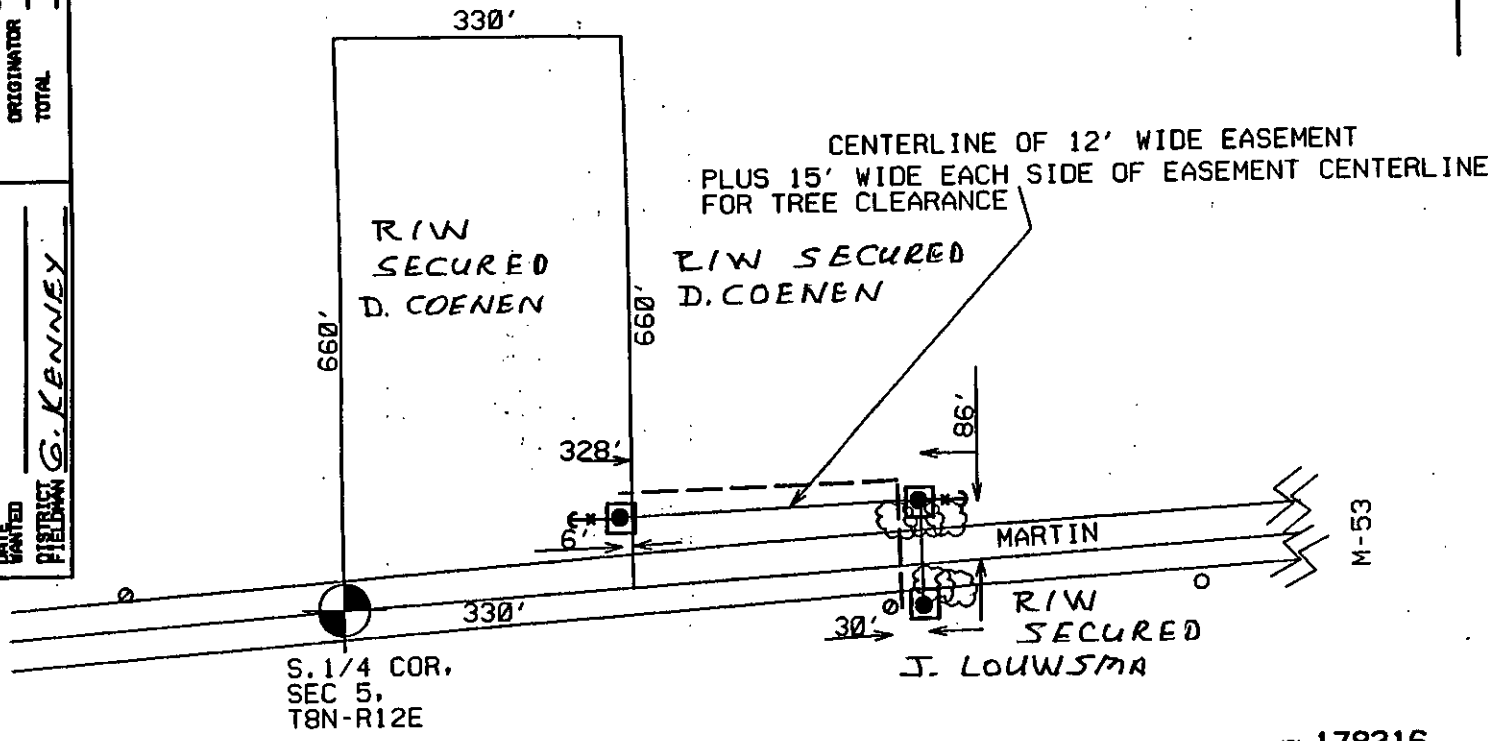 ORIGINATOR
TOTAL
330'
CENTERLINE OF 12' WIDE EASEMENT
PLUS 15' WIDE EACH SIDE OF EASEMENT CENTERLINE
FOR TREE CLEARANCE
R/W
SECURED
D. COENEN
R/W SECURED
D. COENEN
660'
660'
DATE
WANTED
DISTRICT
FIELDMAN G. KENNEY
328'
86'
6'
MARTIN
M-53
330'
30'
R/W
SECURED
J. LOUWSMA
S. 1/4 COR.
SEC 5,
T8N-R12E
178216